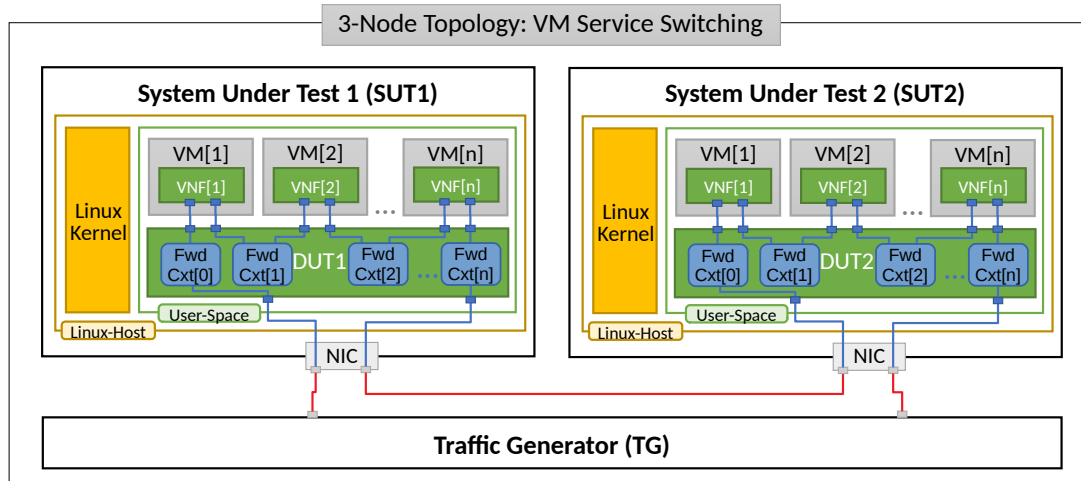 3-Node Topology: VM Service Switching
System Under Test 1 (SUT1)
Linux
Kernel
VM[1]
VNF[1]
VM[2]
VNF[2]
...
VM[n]
VNF[n]
Fwd
Cxt[0]
Fwd
Cxt[1]
DUT1
Fwd
Cxt[2]
...
Fwd
Cxt[n]
User-Space
Linux-Host
NIC
System Under Test 2 (SUT2)
Linux
Kernel
VM[1]
VNF[1]
VM[2]
VNF[2]
...
VM[n]
VNF[n]
Fwd
Cxt[0]
Fwd
Cxt[1]
DUT2
Fwd
Cxt[2]
...
Fwd
Cxt[n]
User-Space
Linux-Host
NIC
Traffic Generator (TG)